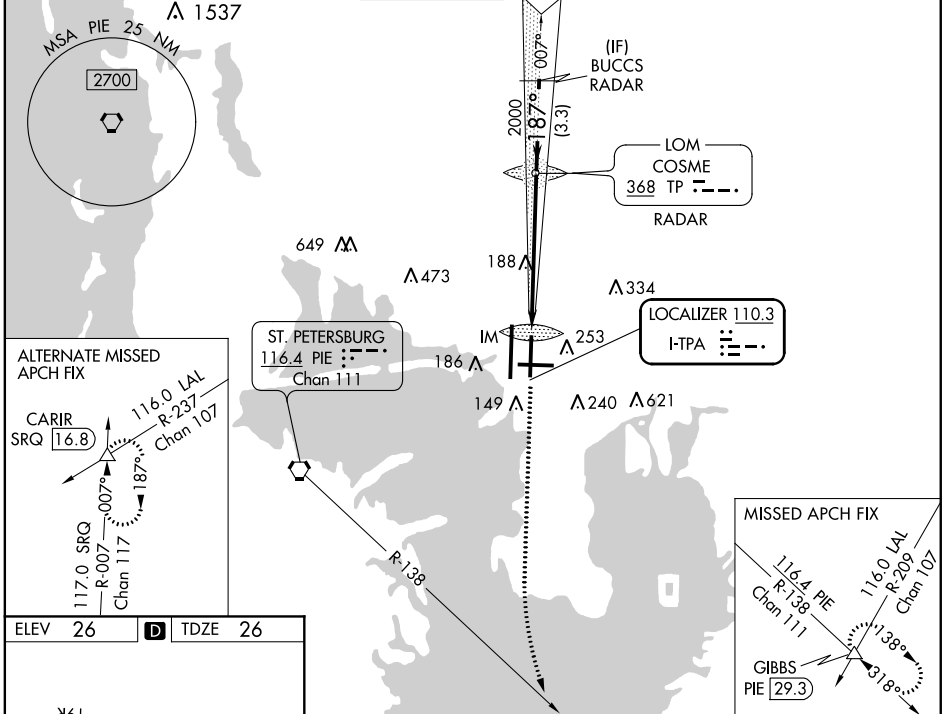 1537
MSA PIE 25 NM
2700
007°
(IF)
BUCCS
RADAR
2000
187°
(3.3)
LOM
COSME
368 TP
RADAR
649
473
188
334
LOCALIZER 110.3
I-TPA
IM
253
186
149
240
621
ST. PETERSBURG
116.4 PIE
Chan 111
R-138
ALTERNATE MISSED
APCH FIX
CARIR
SRQ 16.8
116.0 LAL
R-237
Chan 107
007°
187°
117.0 SRQ
R-007
Chan 117
MISSED APCH FIX
116.4 PIE
R-138
Chan 111
116.0 LAL
R-209
Chan 107
138°
318°
GIBBS
PIE 29.3
ELEV 26
D
TDZE 26